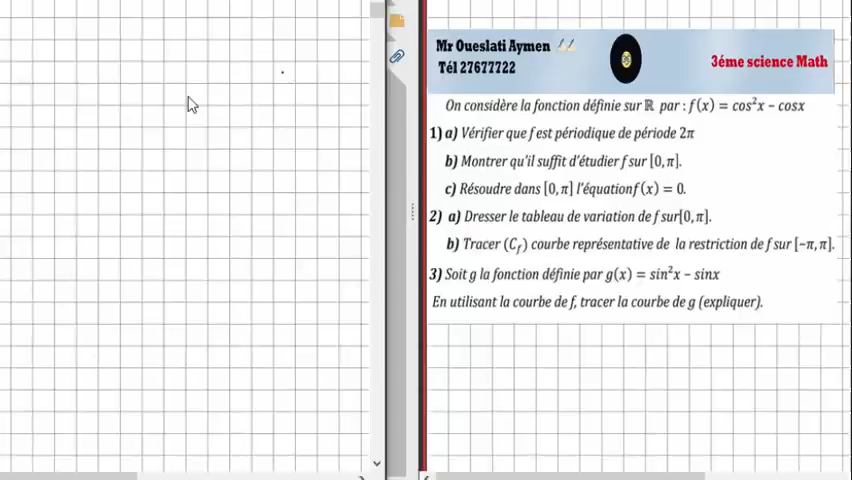 Mr Oueslati Aymen
Tél 27677722
3éme science Math
On considère la fonction définie sur ℝ par : f(x) = cos²x − cosx
1) a) Vérifier que f est périodique de période 2π
b) Montrer qu'il suffit d'étudier f sur [0, π].
c) Résoudre dans [0, π] l'équationf(x) = 0.
2) a) Dresser le tableau de variation de f sur[0, π].
b) Tracer (C_f) courbe représentative de la restriction de f sur [−π, π].
3) Soit g la fonction définie par g(x) = sin²x − sinx
En utilisant la courbe de f, tracer la courbe de g (expliquer).